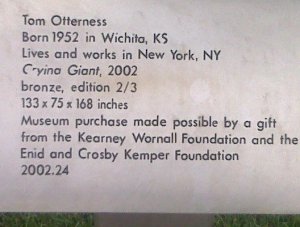 Tom Otterness
Born 1952 in Wichita, KS
Lives and works in New York, NY
Crying Giant, 2002
bronze, edition 2/3
133 x 75 x 168 inches
Museum purchase made possible by a gift
from the Kearney Wornall Foundation and the
Enid and Crosby Kemper Foundation
2002.24